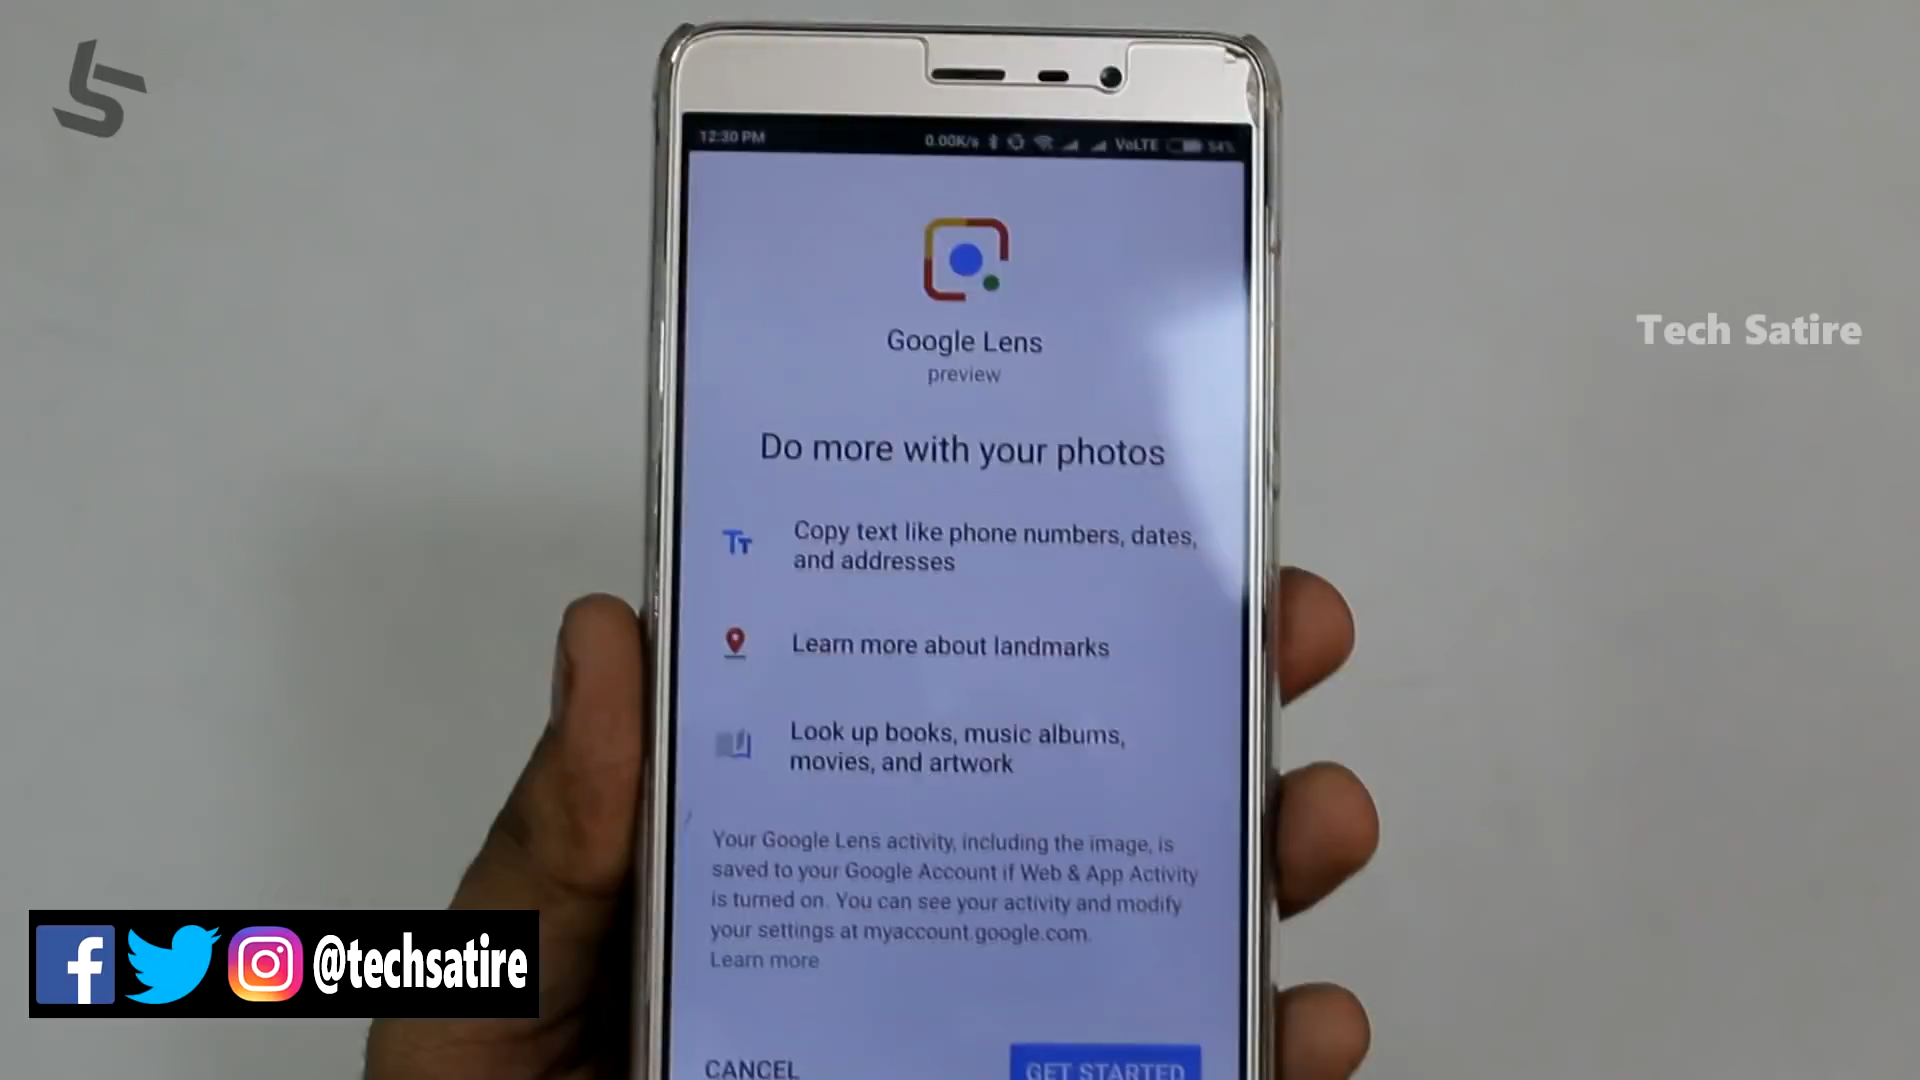 12:30 PM 0.00K/s VoLTE 54%
Google Lens
preview
Tech Satire
Do more with your photos
Copy text like phone numbers, dates,
and addresses
Learn more about landmarks
Look up books, music albums,
movies, and artwork
Your Google Lens activity, including the image, is
saved to your Google Account if Web & App Activity
is turned on. You can see your activity and modify
your settings at myaccount.google.com.
Learn more
@techsatire
CANCEL GET STARTED